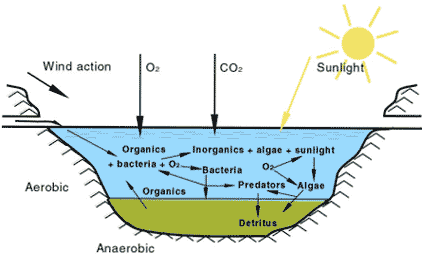 Wind action
O2
CO2
Sunlight
Organics
+ bacteria + O2
Inorganics + algae + sunlight
Bacteria
O2
Aerobic
Organics
Predators
Algae
Detritus
Anaerobic